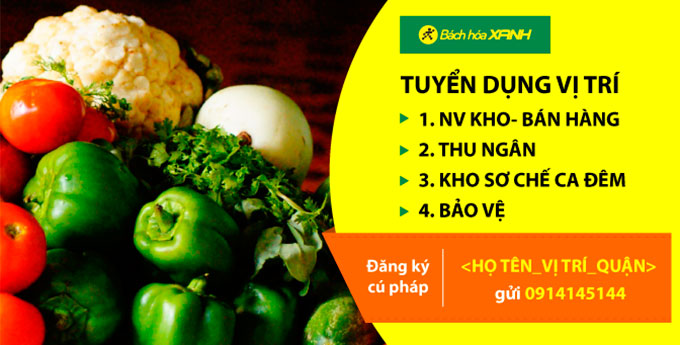 Bách hóa XANH
TUYỂN DỤNG VỊ TRÍ
1. NV KHO- BÁN HÀNG
2. THU NGÂN
3. KHO SƠ CHẾ CA ĐÊM
4. BẢO VỆ
Đăng ký
cú pháp
<HỌ TÊN_VỊ TRÍ_QUẬN>
gửi 0914145144